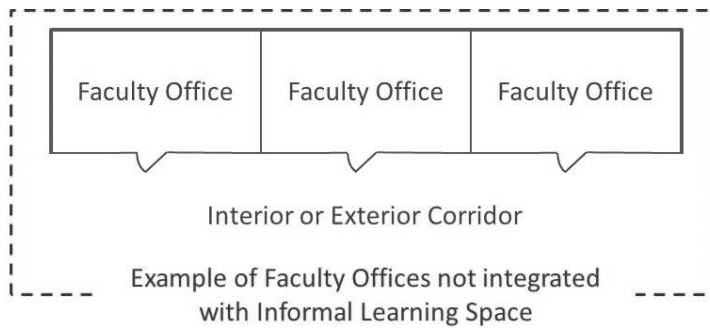 Faculty Office Faculty Office Faculty Office
Interior or Exterior Corridor
Example of Faculty Offices not integrated
with Informal Learning Space